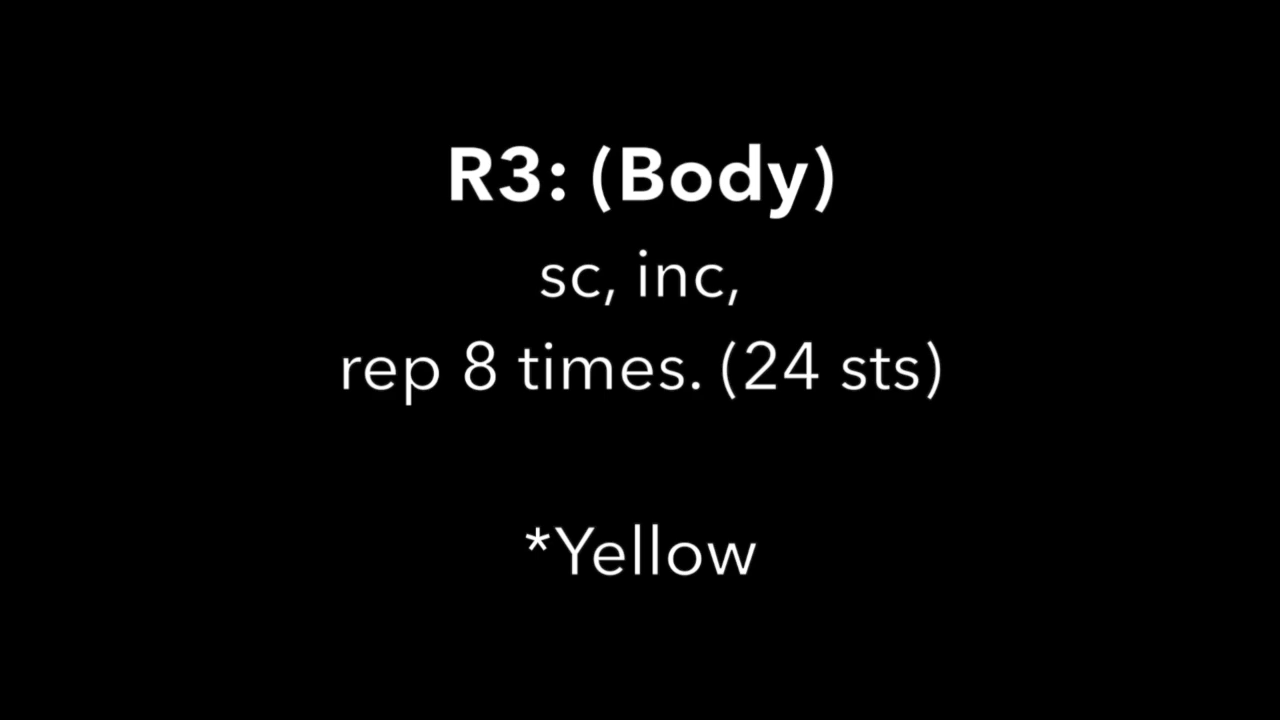 R3: (Body)
sc, inc,
rep 8 times. (24 sts)
*Yellow